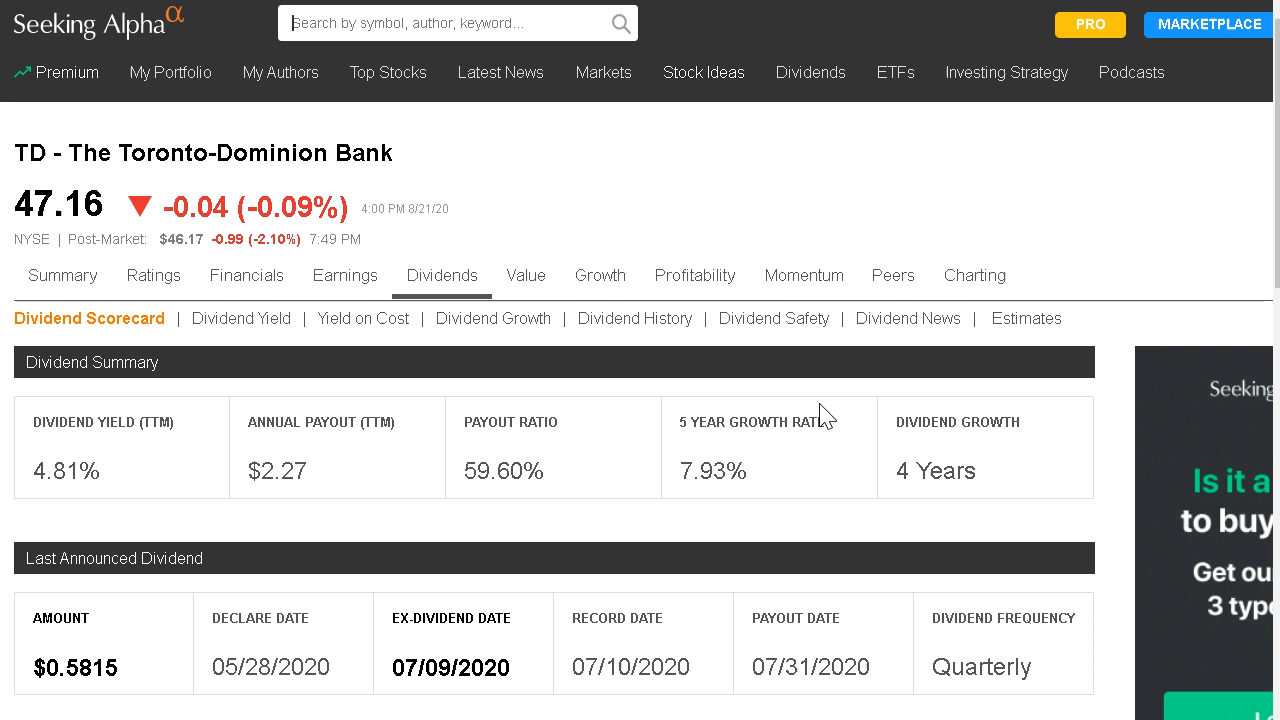 Seeking Alpha α
Search by symbol, author, keyword...
PRO
MARKETPLACE
Premium My Portfolio My Authors Top Stocks Latest News Markets Stock Ideas Dividends ETFs Investing Strategy Podcasts
TD - The Toronto-Dominion Bank
47.16 ▼ -0.04 (-0.09%) 4:00 PM 8/21/20
NYSE | Post-Market: $46.17 -0.99 (-2.10%) 7:49 PM
Summary Ratings Financials Earnings Dividends Value Growth Profitability Momentum Peers Charting
Dividend Scorecard | Dividend Yield | Yield on Cost | Dividend Growth | Dividend History | Dividend Safety | Dividend News | Estimates
Dividend Summary
DIVIDEND YIELD (TTM) ANNUAL PAYOUT (TTM) PAYOUT RATIO 5 YEAR GROWTH RATE DIVIDEND GROWTH
4.81% $2.27 59.60% 7.93% 4 Years
Last Announced Dividend
AMOUNT DECLARE DATE EX-DIVIDEND DATE RECORD DATE PAYOUT DATE DIVIDEND FREQUENCY
$0.5815 05/28/2020 07/09/2020 07/10/2020 07/31/2020 Quarterly
Seeking
Is it a
to buy
Get ou
3 type